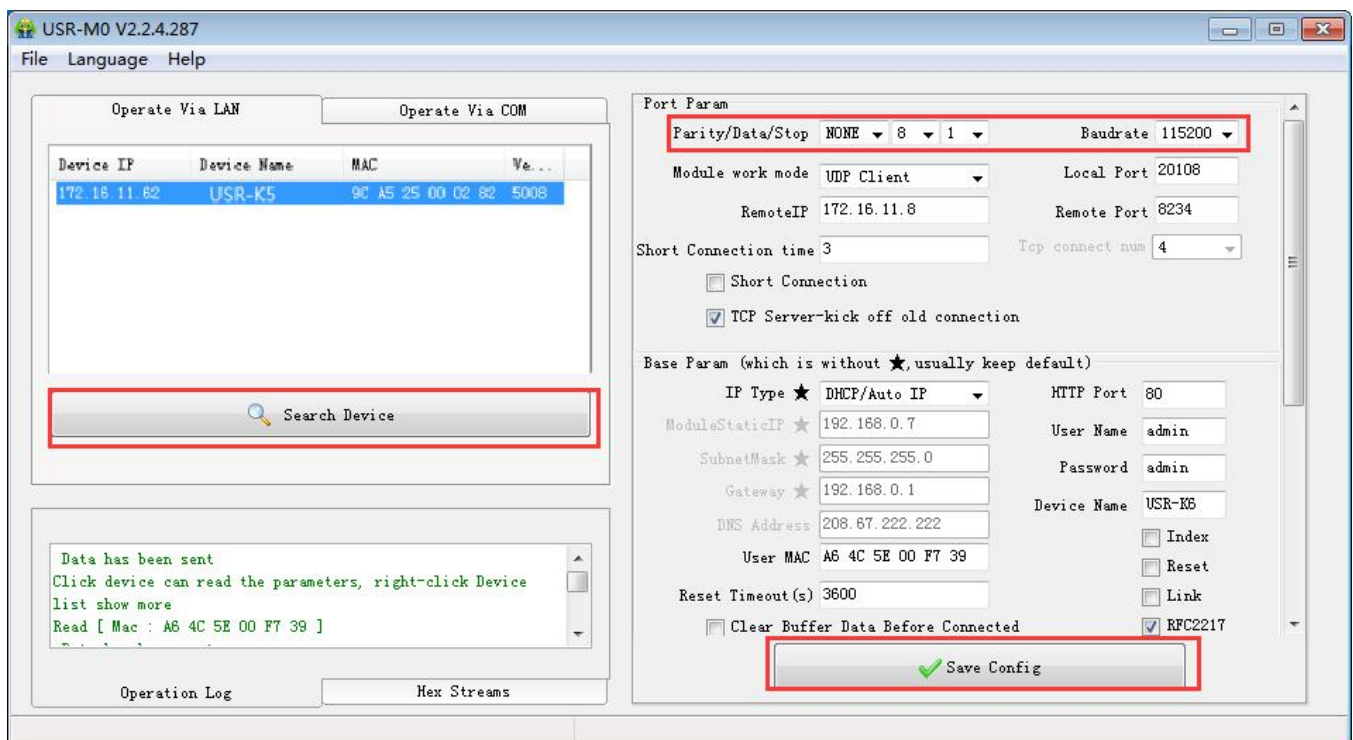 USR-M0 V2.2.4.287
File Language Help
Operate Via LAN
Operate Via COM
Device IP Device Name MAC Ve...
172.16.11.62 USR-K5 9C A5 25 00 02 82 5008
Search Device
Data has been sent
Click device can read the parameters, right-click Device
list show more
Read [ Mac : A6 4C 5E 00 F7 39 ]
Operation Log
Hex Streams
Port Param
Parity/Data/Stop NONE 8 1 Baudrate 115200
Module work mode UDP Client Local Port 20108
RemoteIP 172.16.11.8 Remote Port 8234
Short Connection time 3 Tcp connect num 4
Short Connection
TCP Server-kick off old connection
Base Param (which is without ★,usually keep default)
IP Type ★ DHCP/Auto IP HTTP Port 80
ModuleStaticIP ★ 192.168.0.7 User Name admin
SubnetMask ★ 255.255.255.0 Password admin
Gateway ★ 192.168.0.1 Device Name USR-K6
DNS Address 208.67.222.222 Index
User MAC A6 4C 5E 00 F7 39 Reset
Reset Timeout(s) 3600 Link
Clear Buffer Data Before Connected RFC2217
Save Config